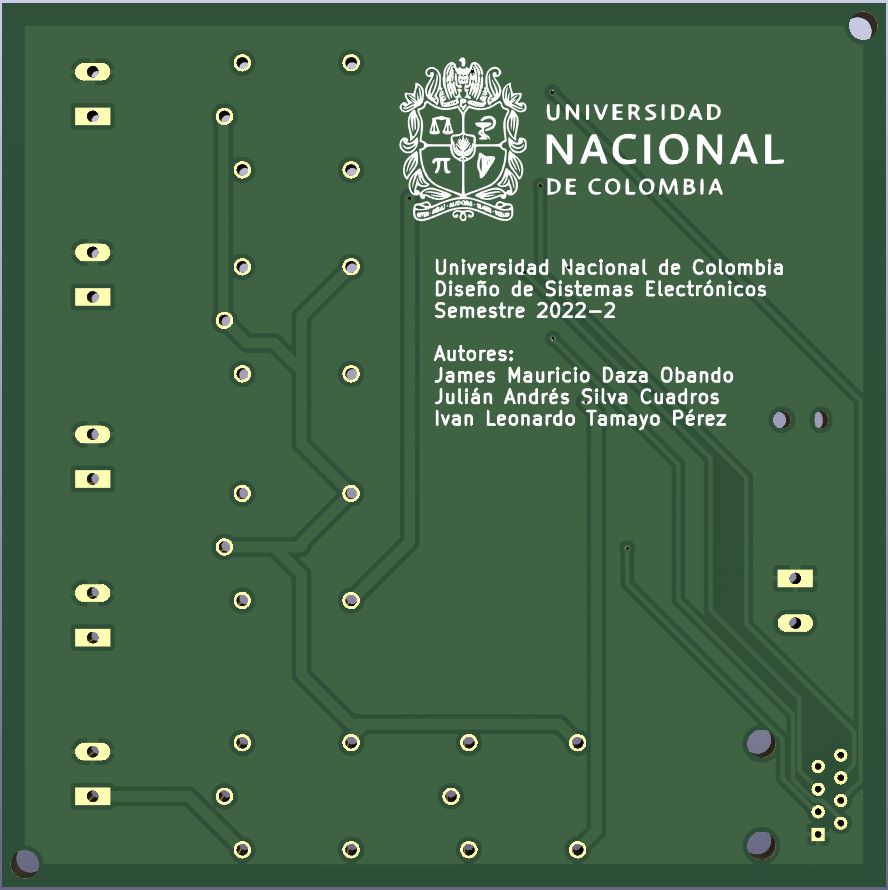 UNIVERSIDAD
NACIONAL
DE COLOMBIA
Universidad Nacional de Colombia
Diseño de Sistemas Electrónicos
Semestre 2022-2
Autores:
James Mauricio Daza Obando
Julián Andrés Silva Cuadros
Ivan Leonardo Tamayo Pérez